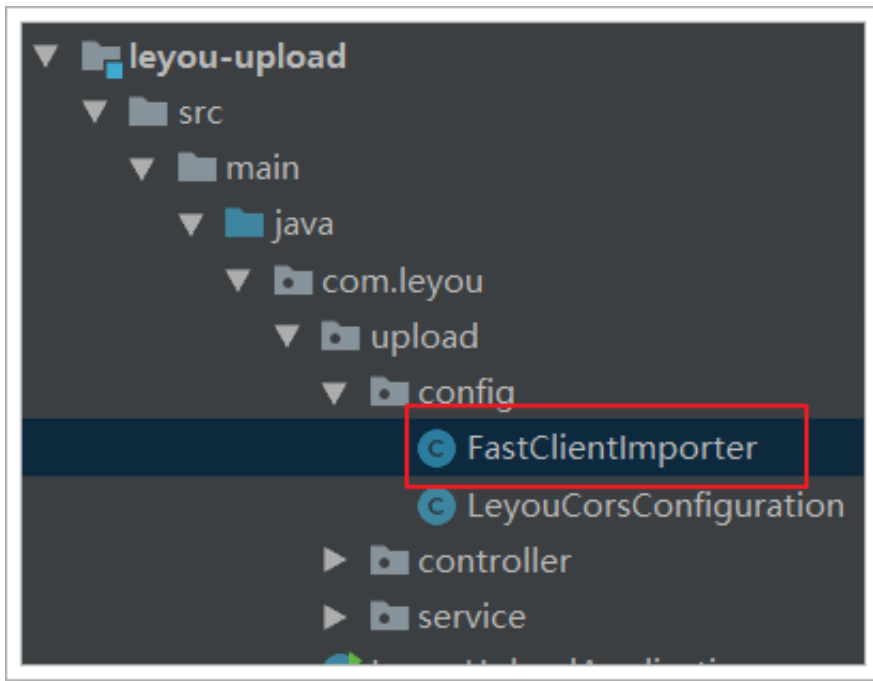 leyou-upload
src
main
java
com.leyou
upload
config
FastClientImporter
LeyouCorsConfiguration
controller
service